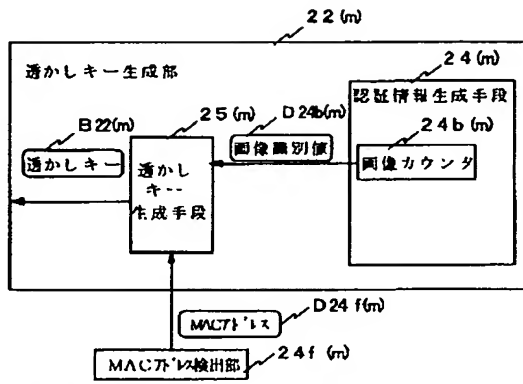 22(m)
透かしキー生成部
24(m)
認証情報生成手段
B22(m)
25(m)
D24b(m)
24b(m)
透かしキー
画像識別値
画像カウンタ
透かし
キー
生成手段
MACアドレス
D24f(m)
MACアドレス検出部
24f(m)